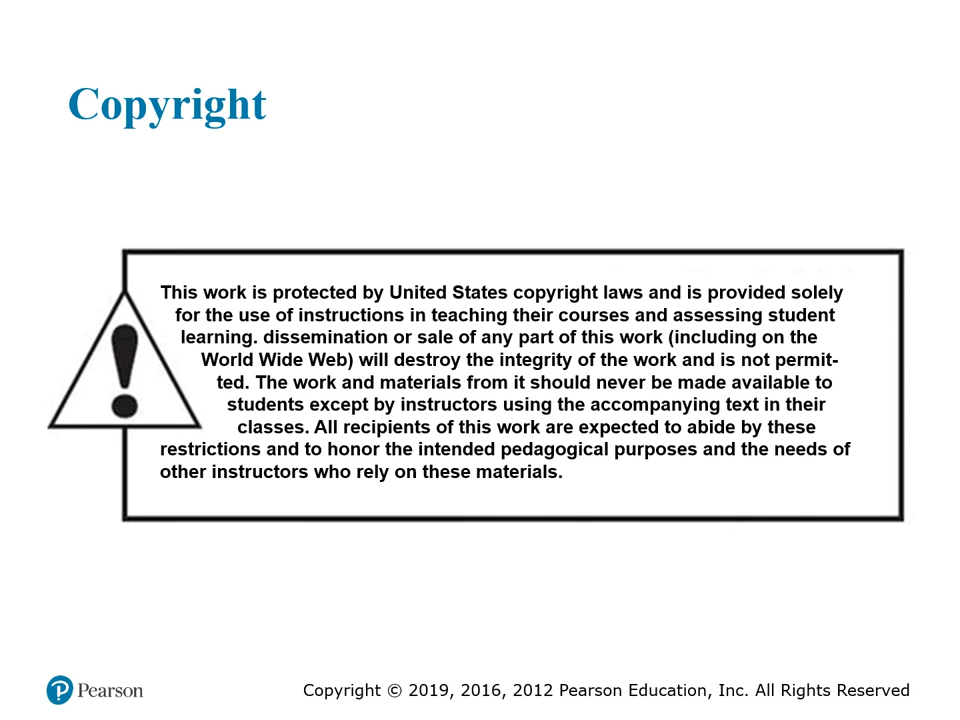 Copyright
This work is protected by United States copyright laws and is provided solely
for the use of instructions in teaching their courses and assessing student
learning. dissemination or sale of any part of this work (including on the
World Wide Web) will destroy the integrity of the work and is not permit-
ted. The work and materials from it should never be made available to
students except by instructors using the accompanying text in their
classes. All recipients of this work are expected to abide by these
restrictions and to honor the intended pedagogical purposes and the needs of
other instructors who rely on these materials.
Pearson
Copyright © 2019, 2016, 2012 Pearson Education, Inc. All Rights Reserved